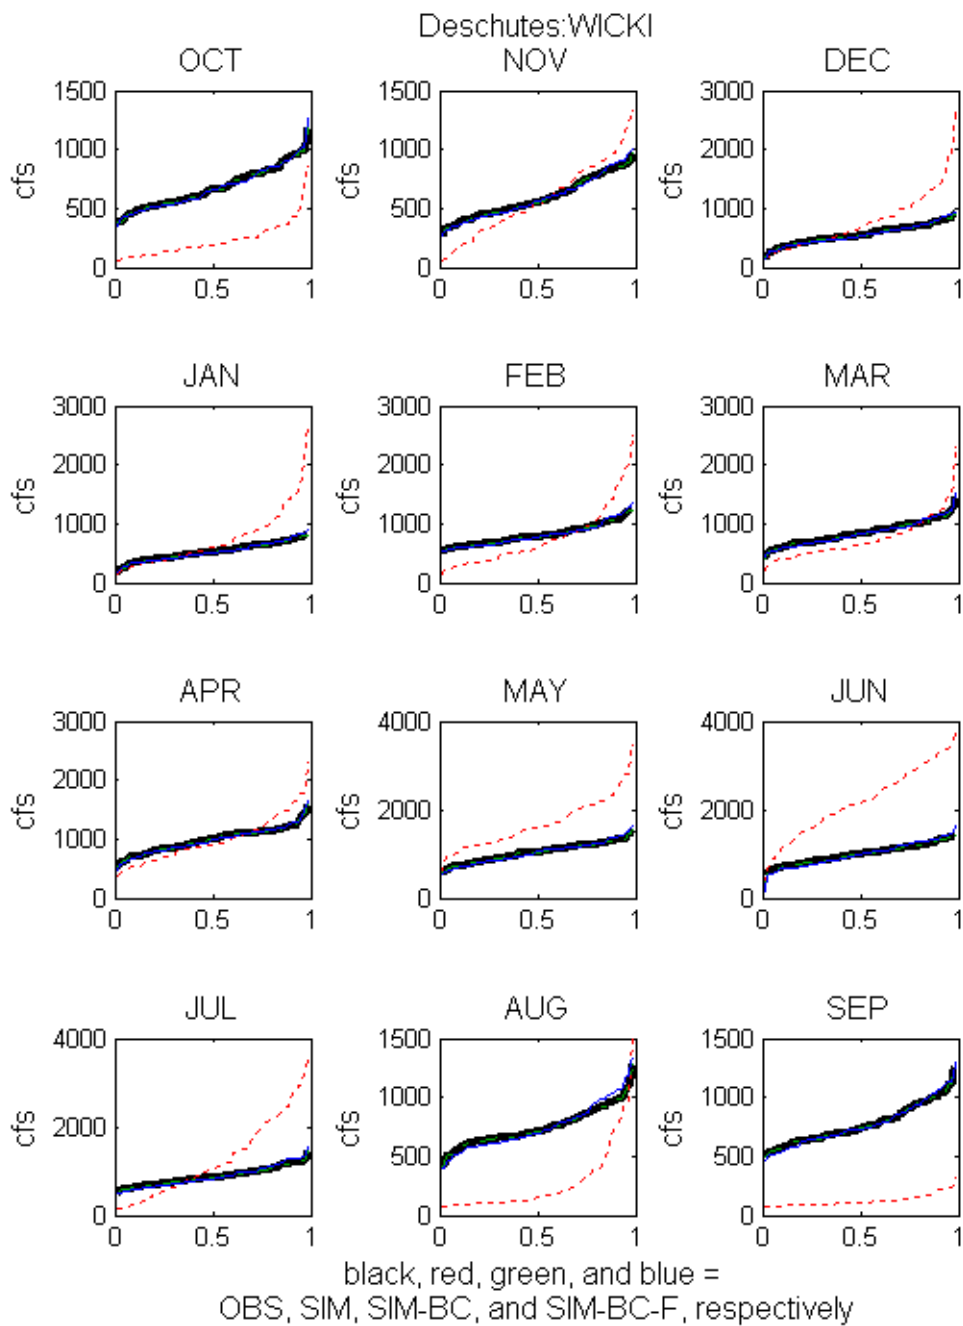 Deschutes:WICKI
OCT NOV DEC
1500 1500 3000
1000 1000 2000
500 500 1000
0 0 0
cfs cfs cfs
0 0.5 1 0 0.5 1 0 0.5 1
JAN FEB MAR
3000 3000 3000
2000 2000 2000
1000 1000 1000
0 0 0
cfs cfs cfs
0 0.5 1 0 0.5 1 0 0.5 1
APR MAY JUN
3000 4000 4000
2000 2000 2000
1000
0 0 0
cfs cfs cfs
0 0.5 1 0 0.5 1 0 0.5 1
JUL AUG SEP
4000 1500 1500
2000 1000 1000
500 500
0 0 0
cfs cfs cfs
0 0.5 1 0 0.5 1 0 0.5 1
black, red, green, and blue =
OBS, SIM, SIM-BC, and SIM-BC-F, respectively